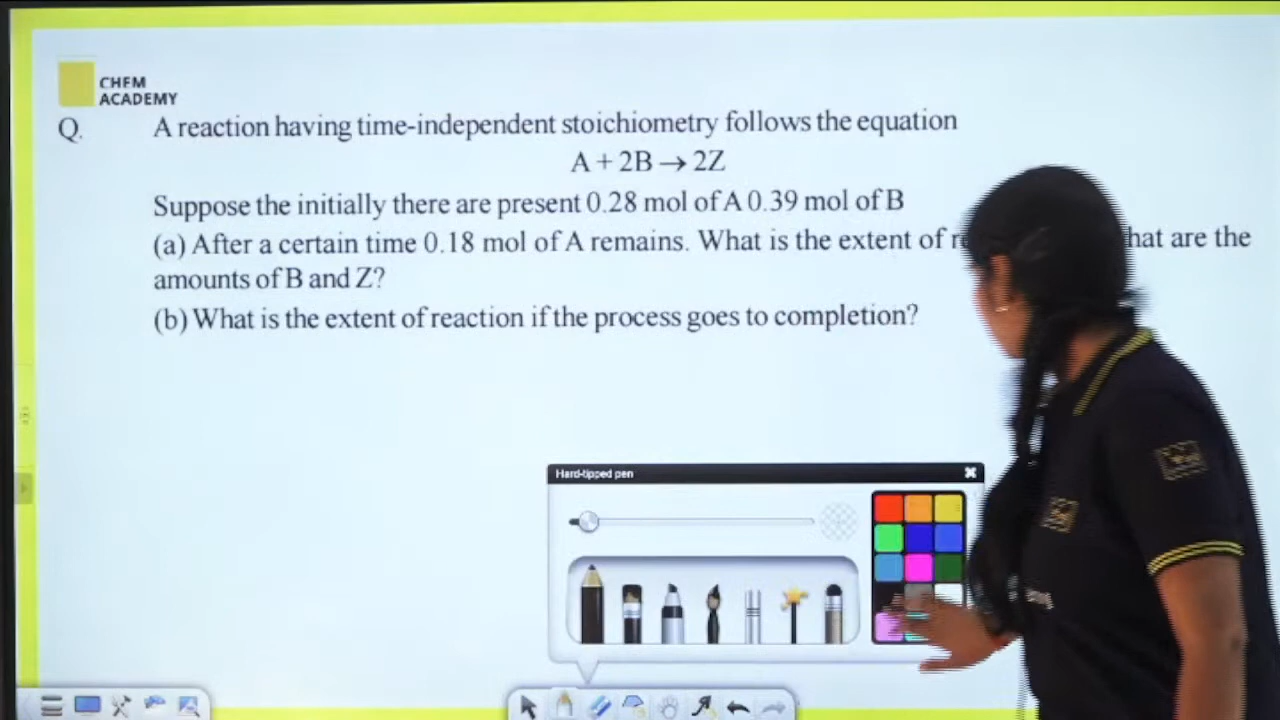 CHEM
ACADEMY
Q. A reaction having time-independent stoichiometry follows the equation
A + 2B → 2Z
Suppose the initially there are present 0.28 mol of A 0.39 mol of B
(a) After a certain time 0.18 mol of A remains. What is the extent of hat are the
amounts of B and Z?
(b) What is the extent of reaction if the process goes to completion?
Hard-tipped pen